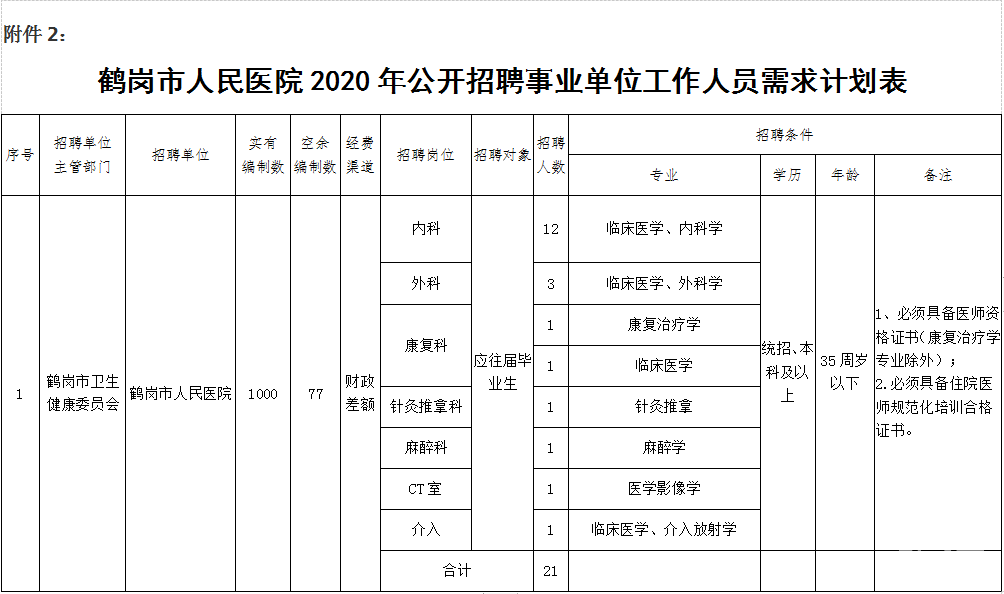 附件 2：
鹤岗市人民医院 2020 年公开招聘事业单位工作人员需求计划表
序号
招聘单位
主管部门
招聘单位
实有
编制数
空余
编制数
经费
渠道
招聘岗位
招聘对象
招聘
人数
招聘条件
专业
学历
年龄
备注
1
鹤岗市卫生
健康委员会
鹤岗市人民医院
1000
77
财政
差额
内科
应往届毕
业生
12
临床医学、内科学
统招、本
科及以
上
35 周岁
以下
1、必须具备医师资
格证书（康复治疗学
专业除外）；
2.必须具备住院医
师规范化培训合格
证书。
外科
3
临床医学、外科学
康复科
1
康复治疗学
1
临床医学
针灸推拿科
1
针灸推拿
麻醉科
1
麻醉学
CT 室
1
医学影像学
介入
1
临床医学、介入放射学
合计
21